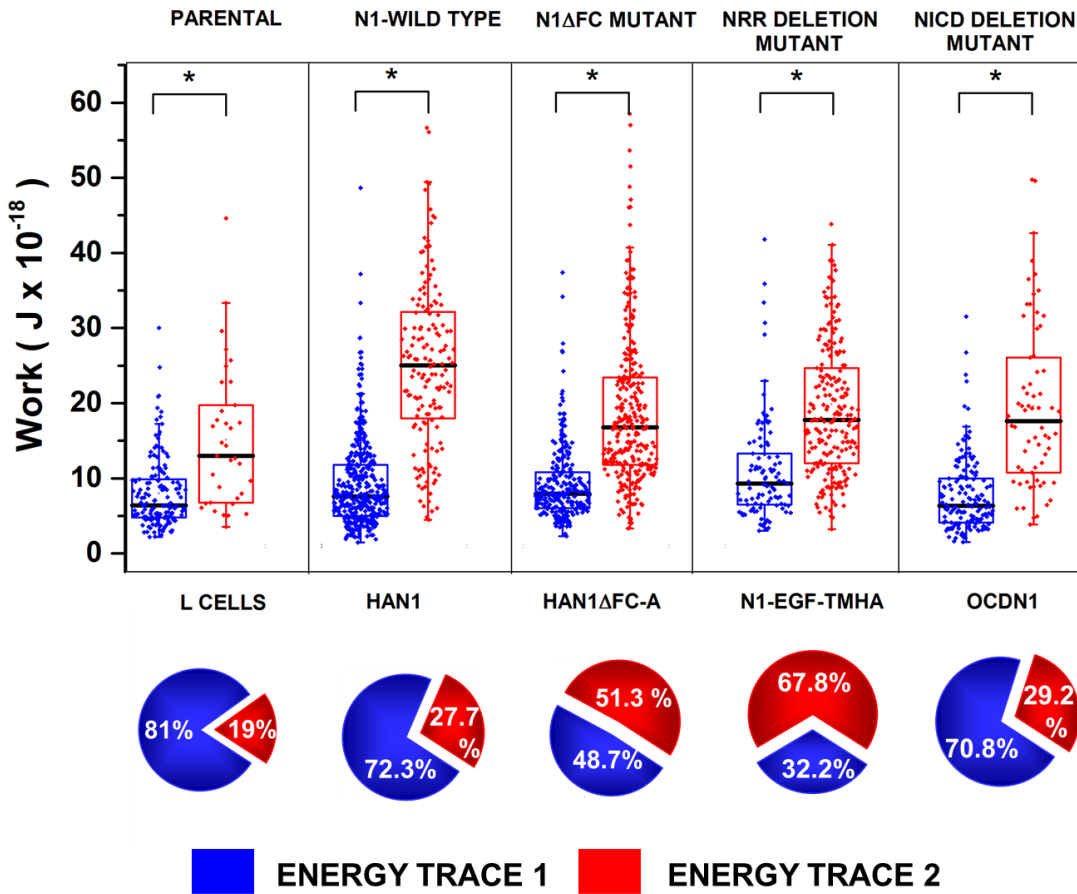 PARENTAL
N1-WILD TYPE
N1ΔFC MUTANT
NRR DELETION
MUTANT
NICD DELETION
MUTANT
*
*
*
*
*
Work ( J x 10-18 )
60
50
40
30
20
10
0
L CELLS
HAN1
HAN1ΔFC-A
N1-EGF-TMHA
OCDN1
81%
19%
72.3%
27.7
%
51.3 %
48.7%
67.8%
32.2%
70.8%
29.2
%
ENERGY TRACE 1
ENERGY TRACE 2